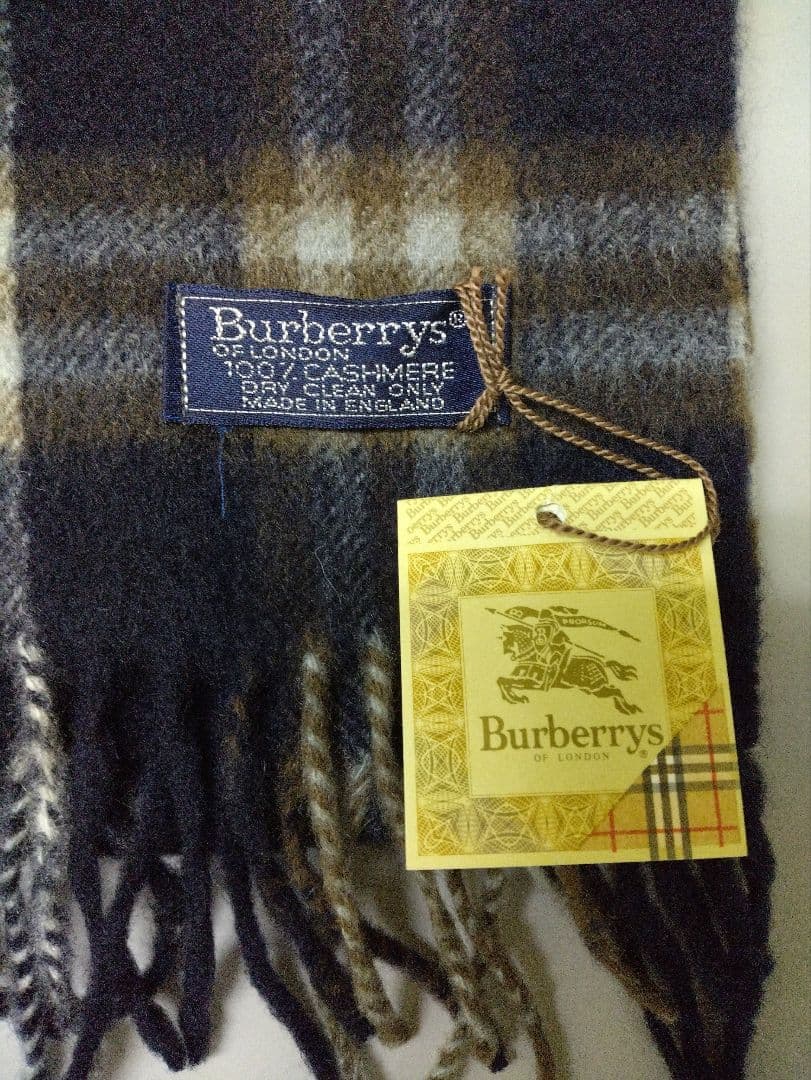 Burberrys®
OF LONDON
100% CASHMERE
DRY CLEAN ONLY
MADE IN ENGLAND
PRORSUM
Burberrys®
OF LONDON